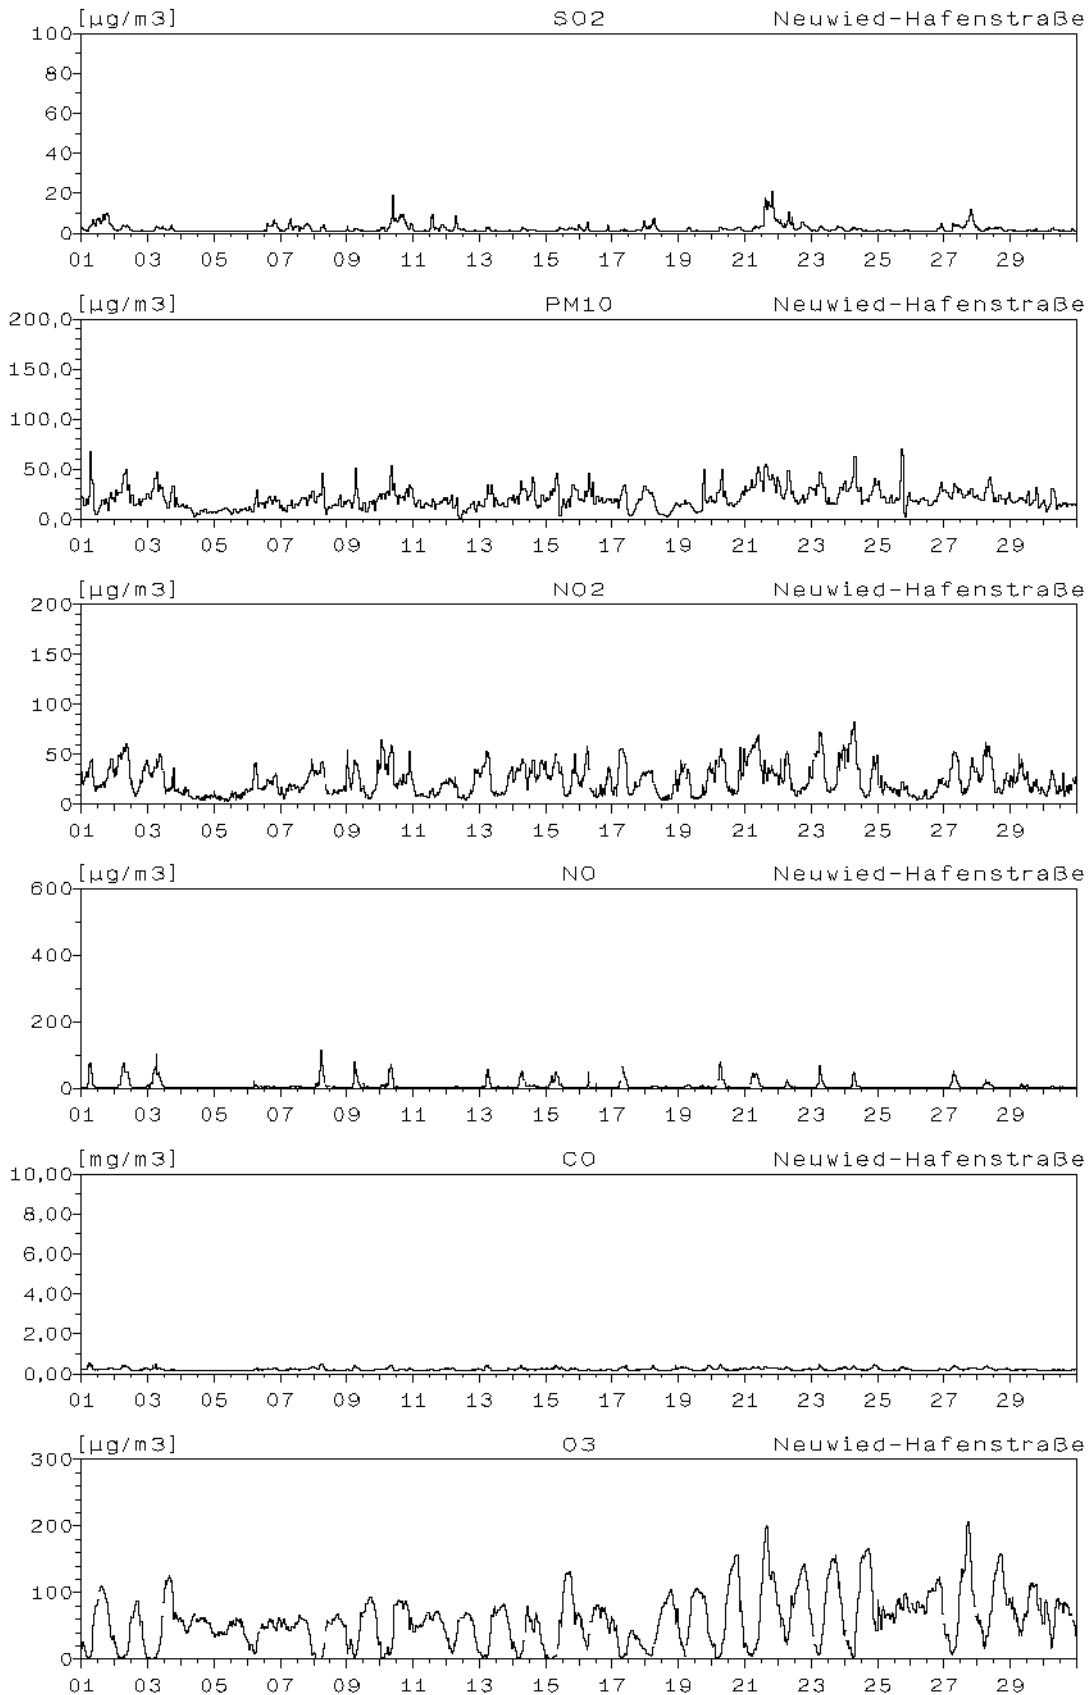 [µg/m3] SO2 Neuwied-Hafenstraße
100
80
60
40
20
0
01 03 05 07 09 11 13 15 17 19 21 23 25 27 29
[µg/m3] PM10 Neuwied-Hafenstraße
200,0
150,0
100,0
50,0
0,0
01 03 05 07 09 11 13 15 17 19 21 23 25 27 29
[µg/m3] NO2 Neuwied-Hafenstraße
200
150
100
50
0
01 03 05 07 09 11 13 15 17 19 21 23 25 27 29
[µg/m3] NO Neuwied-Hafenstraße
600
400
200
0
01 03 05 07 09 11 13 15 17 19 21 23 25 27 29
[mg/m3] CO Neuwied-Hafenstraße
10,00
8,00
6,00
4,00
2,00
0,00
01 03 05 07 09 11 13 15 17 19 21 23 25 27 29
[µg/m3] O3 Neuwied-Hafenstraße
300
200
100
0
01 03 05 07 09 11 13 15 17 19 21 23 25 27 29